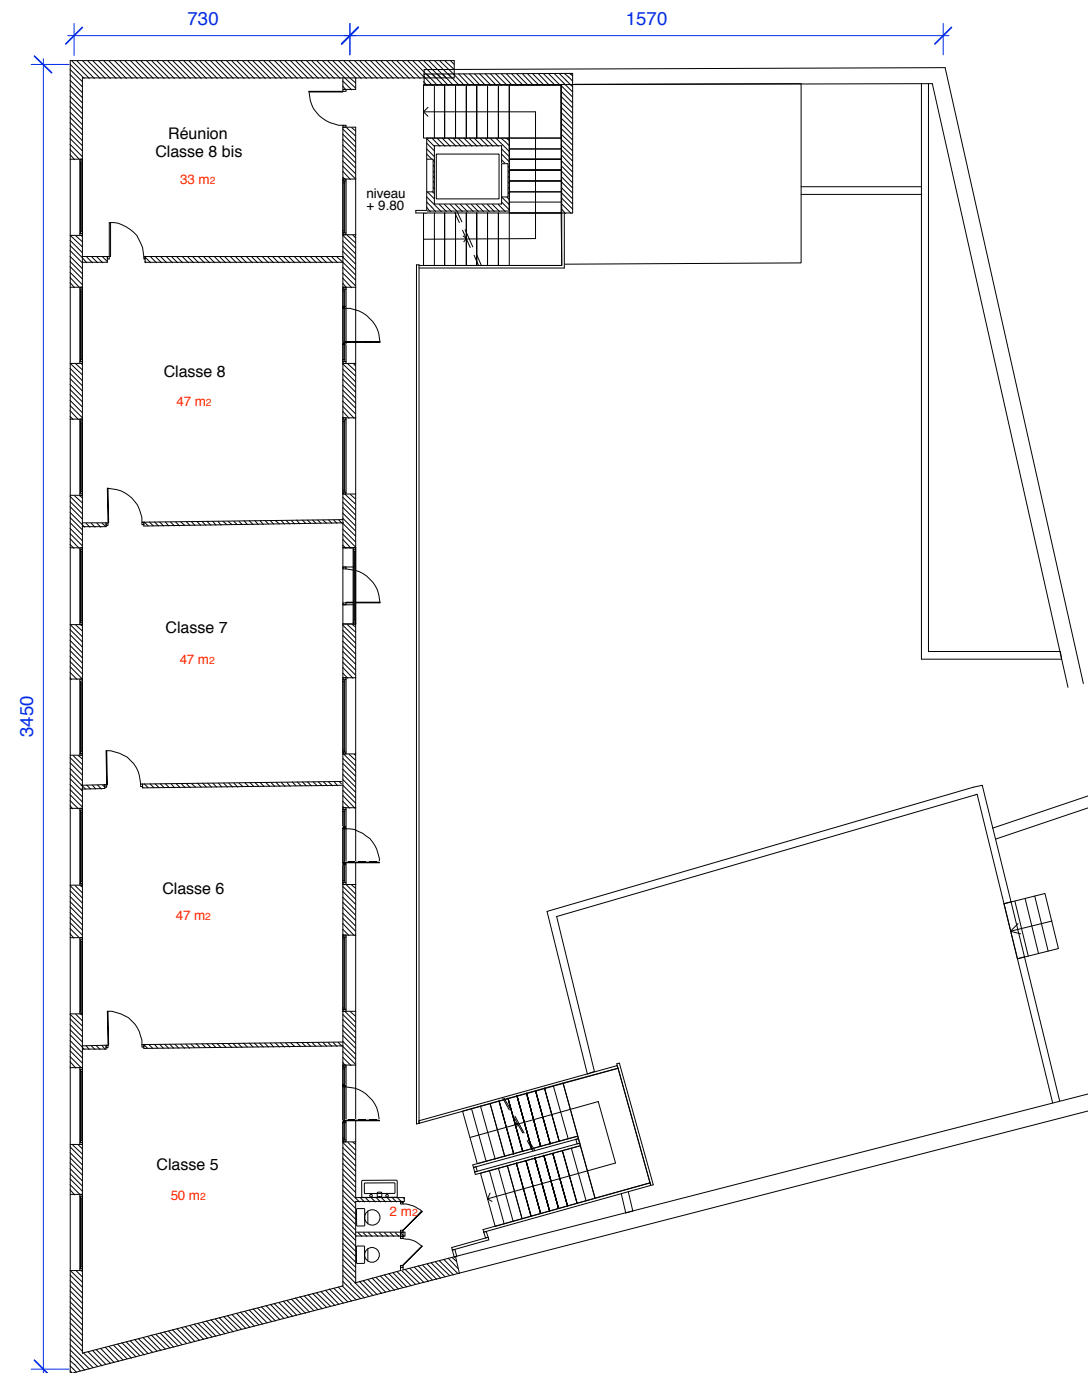 730
1570
Réunion
Classe 8 bis
33 m2
niveau
+ 9.80
Classe 8
47 m2
Classe 7
47 m2
3450
Classe 6
47 m2
Classe 5
50 m2
2 m2